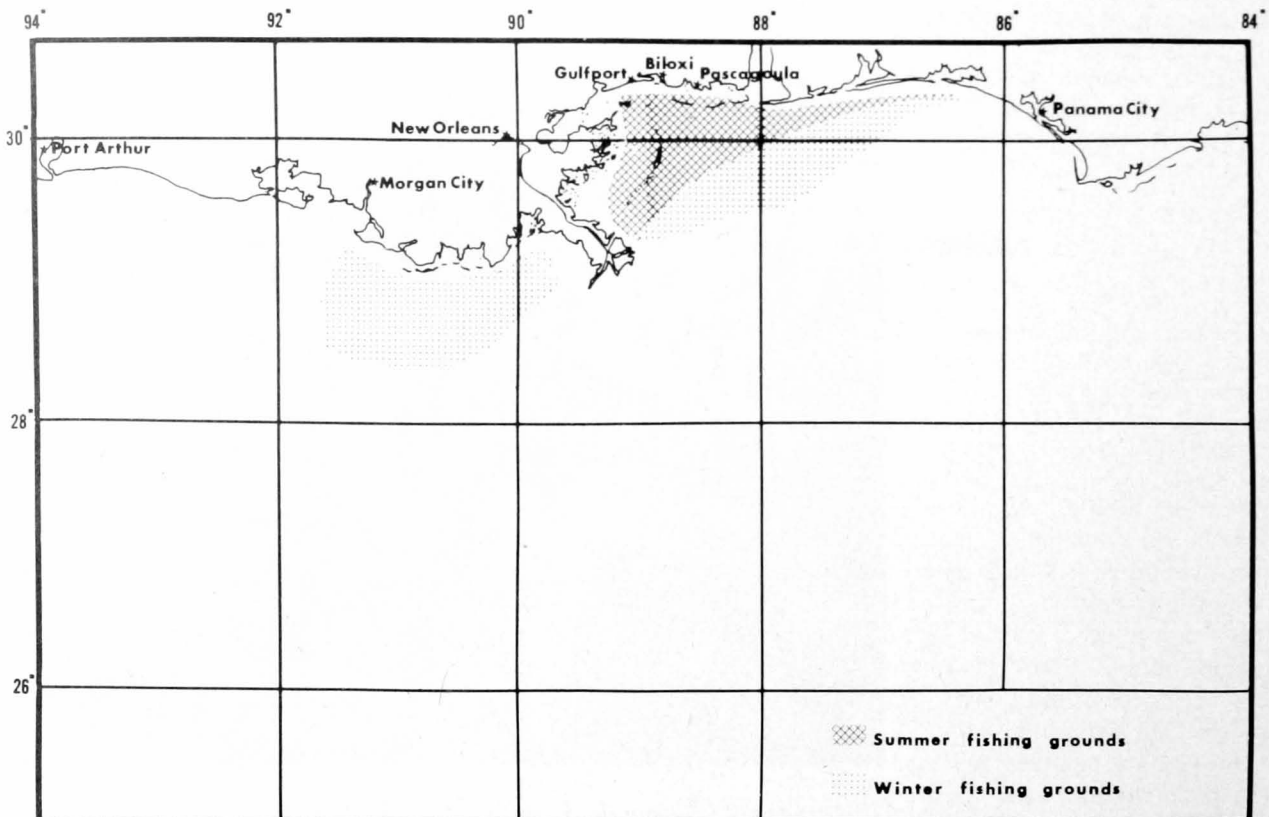 94° 92° 90° 88° 86° 84°
Biloxi
Gulfport Pascagoula
Panama City
New Orleans
30°
Port Arthur
Morgan City
28°
26°
Summer fishing grounds
Winter fishing grounds